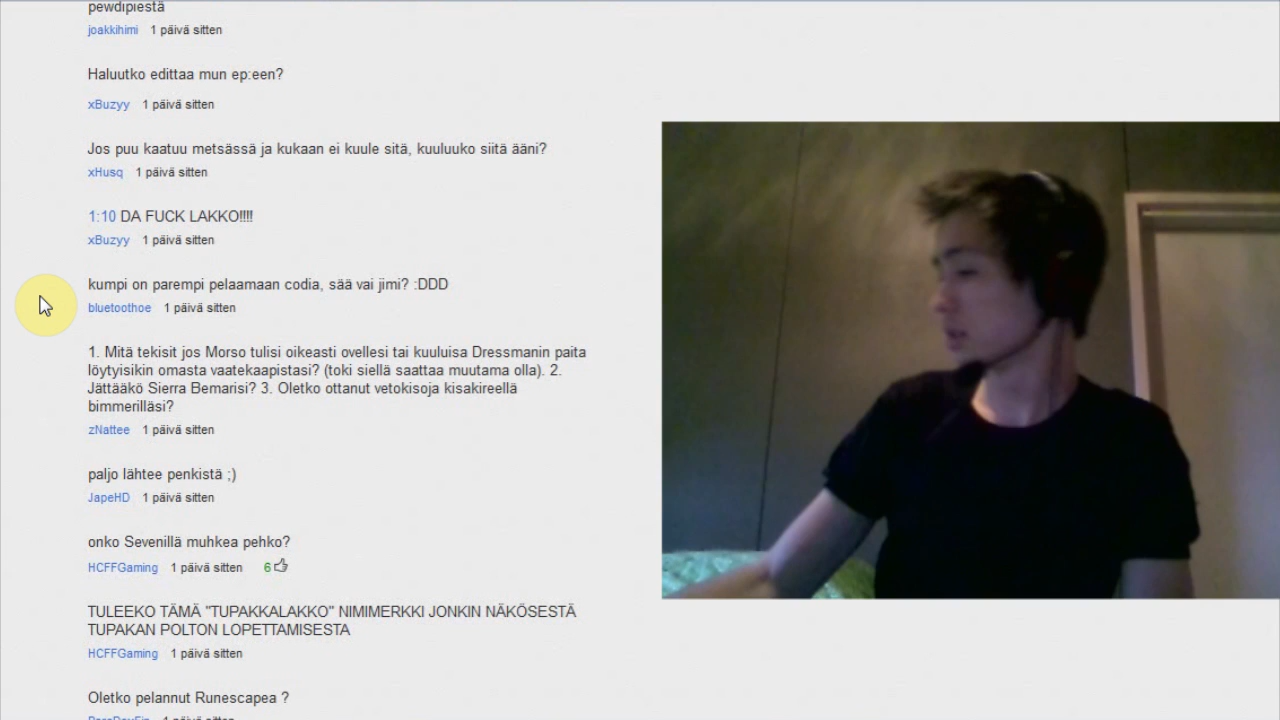 pewdipiestä
joakkihimi 1 päivä sitten
Haluutko edittaa mun ep:een?
xBuzyy 1 päivä sitten
Jos puu kaatuu metsässä ja kukaan ei kuule sitä, kuuluuko siitä ääni?
xHusq 1 päivä sitten
1:10 DA FUCK LAKKO!!!!
xBuzyy 1 päivä sitten
kumpi on parempi pelaamaan codia, sää vai jimi? :DDD
bluetoothoe 1 päivä sitten
1. Mitä tekisit jos Morso tulisi oikeasti ovellesi tai kuuluisa Dressmanin paita
löytyisikin omasta vaatekaapistasi? (toki siellä saattaa muutama olla). 2.
Jättääkö Sierra Bemarisi? 3. Oletko ottanut vetokisoja kisakireellä
bimmerilläsi?
zNattee 1 päivä sitten
paljo lähtee penkistä ;)
JapeHD 1 päivä sitten
onko Sevenillä muhkea pehko?
HCFFGaming 1 päivä sitten 6
TULEEKO TÄMÄ "TUPAKKALAKKO" NIMIMERKKI JONKIN NÄKÖSESTÄ
TUPAKAN POLTON LOPETTAMISESTA
HCFFGaming 1 päivä sitten
Oletko pelannut Runescapea ?
1 päivä sitten